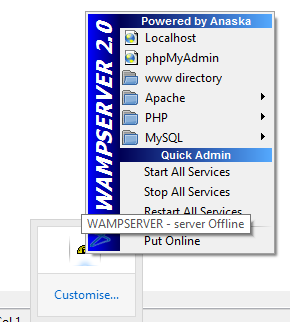 Powered by Anaska
WAMPSERVER 2.0
Localhost
phpMyAdmin
www directory
Apache
PHP
MySQL
Quick Admin
Start All Services
Stop All Services
Restart All Services
WAMPSERVER - server Offline
Put Online
Customise...
Col 1